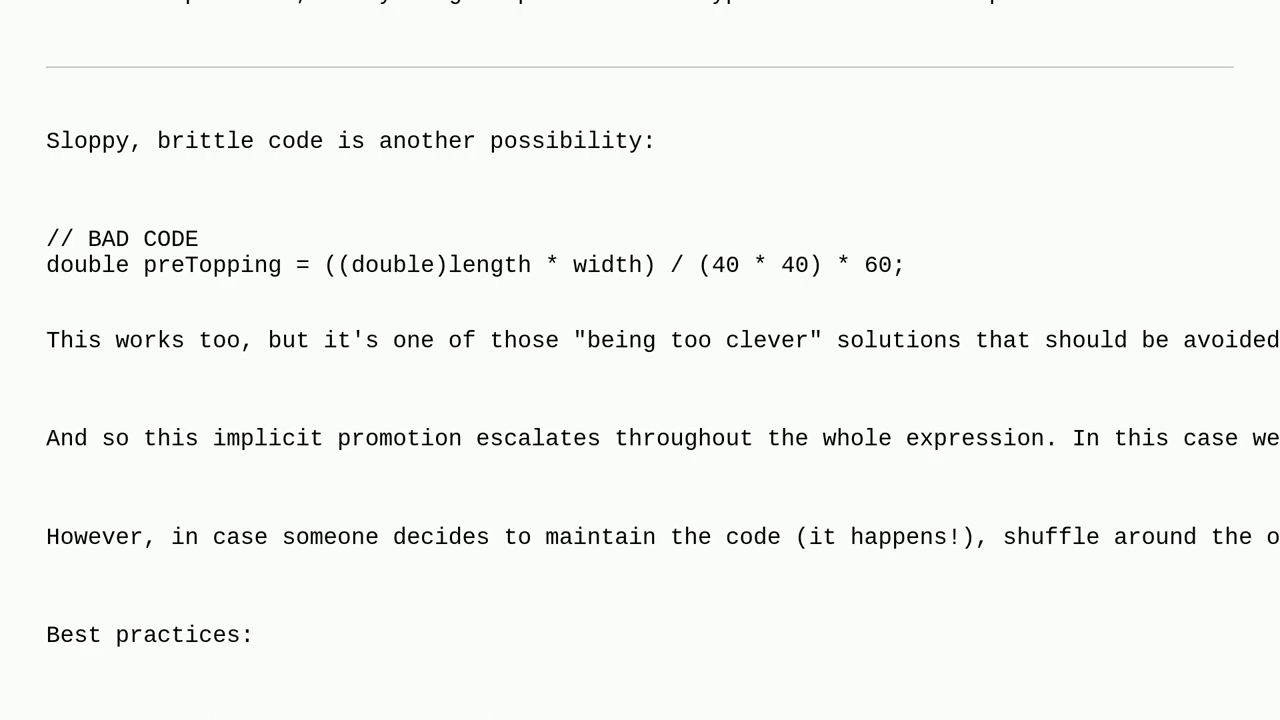 Sloppy, brittle code is another possibility:
// BAD CODE
double preTopping = ((double)length * width) / (40 * 40) * 60;
This works too, but it's one of those "being too clever" solutions that should be avoided
And so this implicit promotion escalates throughout the whole expression. In this case we
However, in case someone decides to maintain the code (it happens!), shuffle around the o
Best practices: